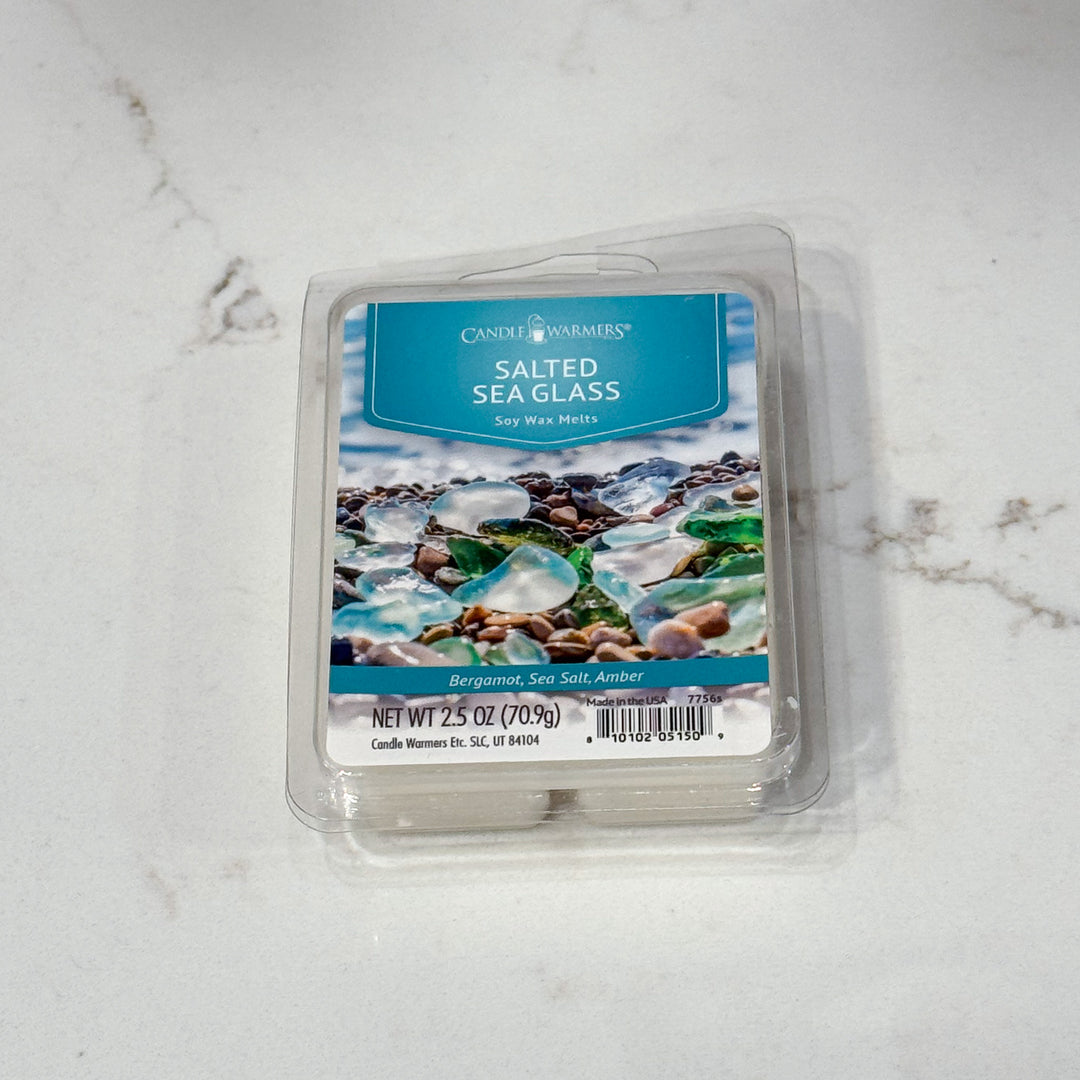 CANDLE WARMERS®
SALTED
SEA GLASS
Soy Wax Melts
Bergamot, Sea Salt, Amber
NET WT 2.5 OZ (70.9g)
Candle Warmers Etc. SLC, UT 84104
Made in the USA 7756s
8 10102 05150 9